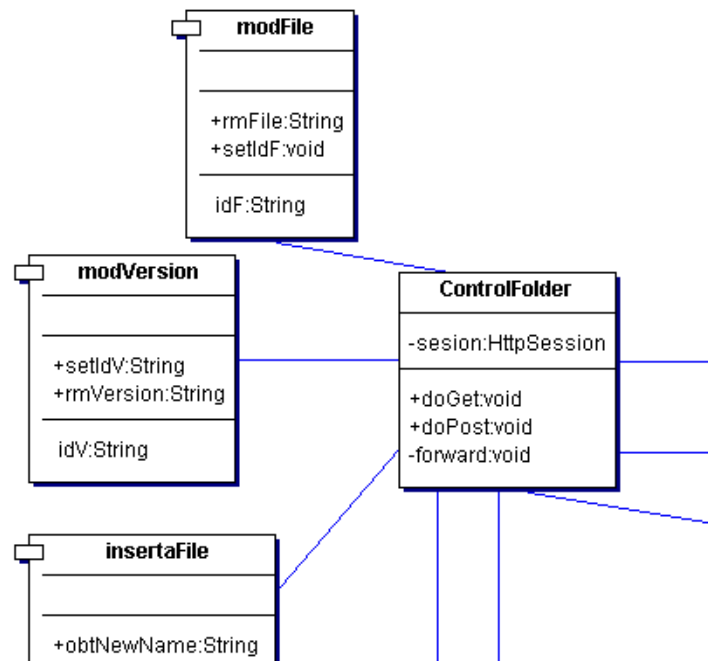 modFile
+rmFile:String
+setIdF:void
idF:String
modVersion
+setIdV:String
+rmVersion:String
idV:String
ControlFolder
-sesion:HttpSession
+doGet:void
+doPost:void
-forward:void
insertaFile
+obtNewName:String